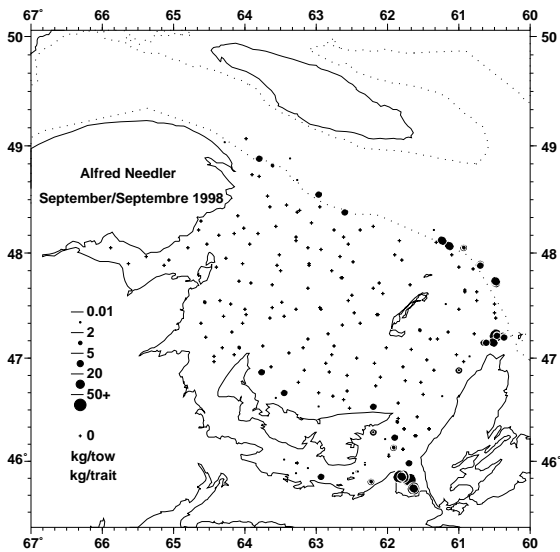 67˚ 66 65 64 63 62 61 60
50 50
49 49
Alfred Needler
September/Septembre 1998
48 48
0.01
2
5
47 47
20
50+
0
kg/tow
46˚ 46˚
kg/trait
67˚ 66 65 64 63 62 61 60